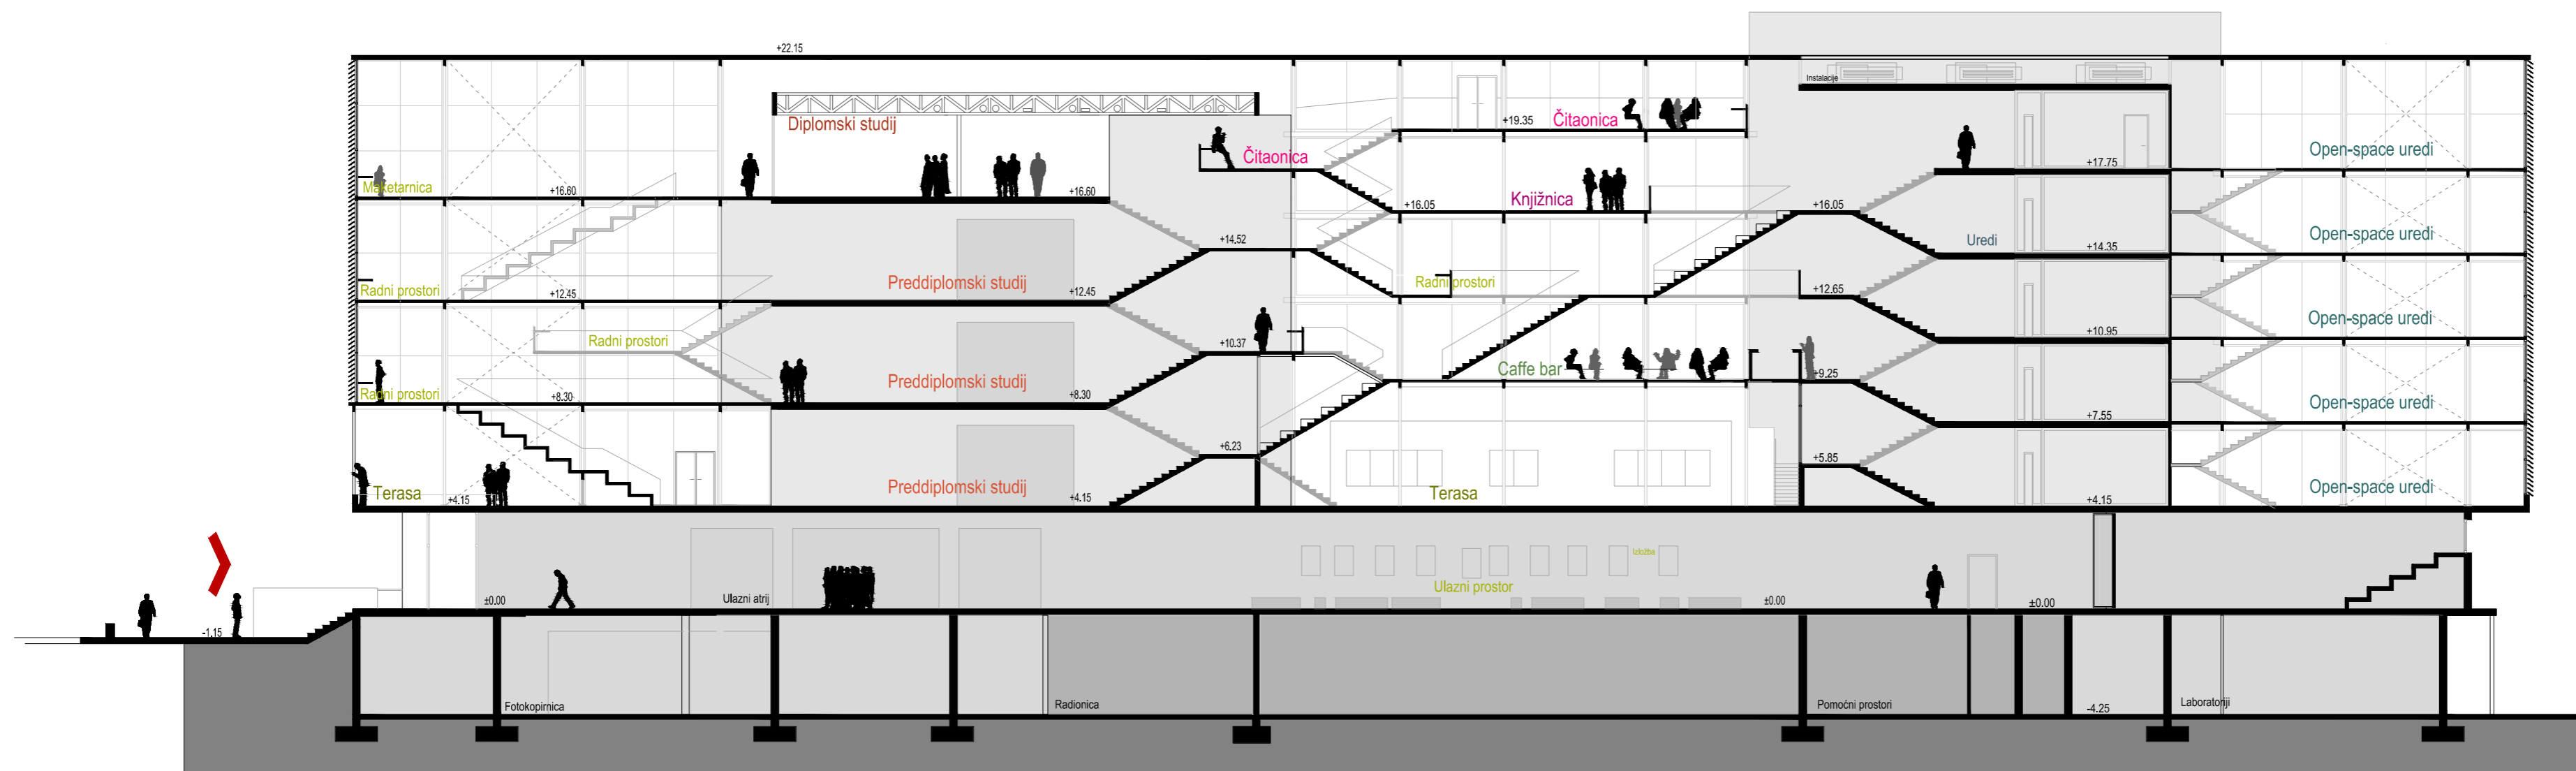 +22.15
Instalacije
Diplomski studij
+19.35
Čitaonica
Čitaonica
Open-space uredi
+17.75
Maketarnica
+16.60
+16.60
Knjižnica
+16.05
+16.05
+14.52
Uredi
+14.35
Open-space uredi
Preddiplomski studij
Radni prostori
Radni prostori
+12.45
+12.45
+12.65
Open-space uredi
+10.95
Radni prostori
+10.37
Caffe bar
+9.25
Preddiplomski studij
Radni prostori
+8.30
+8.30
Open-space uredi
+7.55
+6.23
+5.85
Preddiplomski studij
Open-space uredi
Terasa
+4.15
+4.15
Terasa
+4.15
Izložba
Ulazni prostor
±0.00
Ulazni atrij
±0.00
±0.00
-1.15
Fotokopirnica
Radionica
Pomoćni prostori
-4.25
Laboratoriji